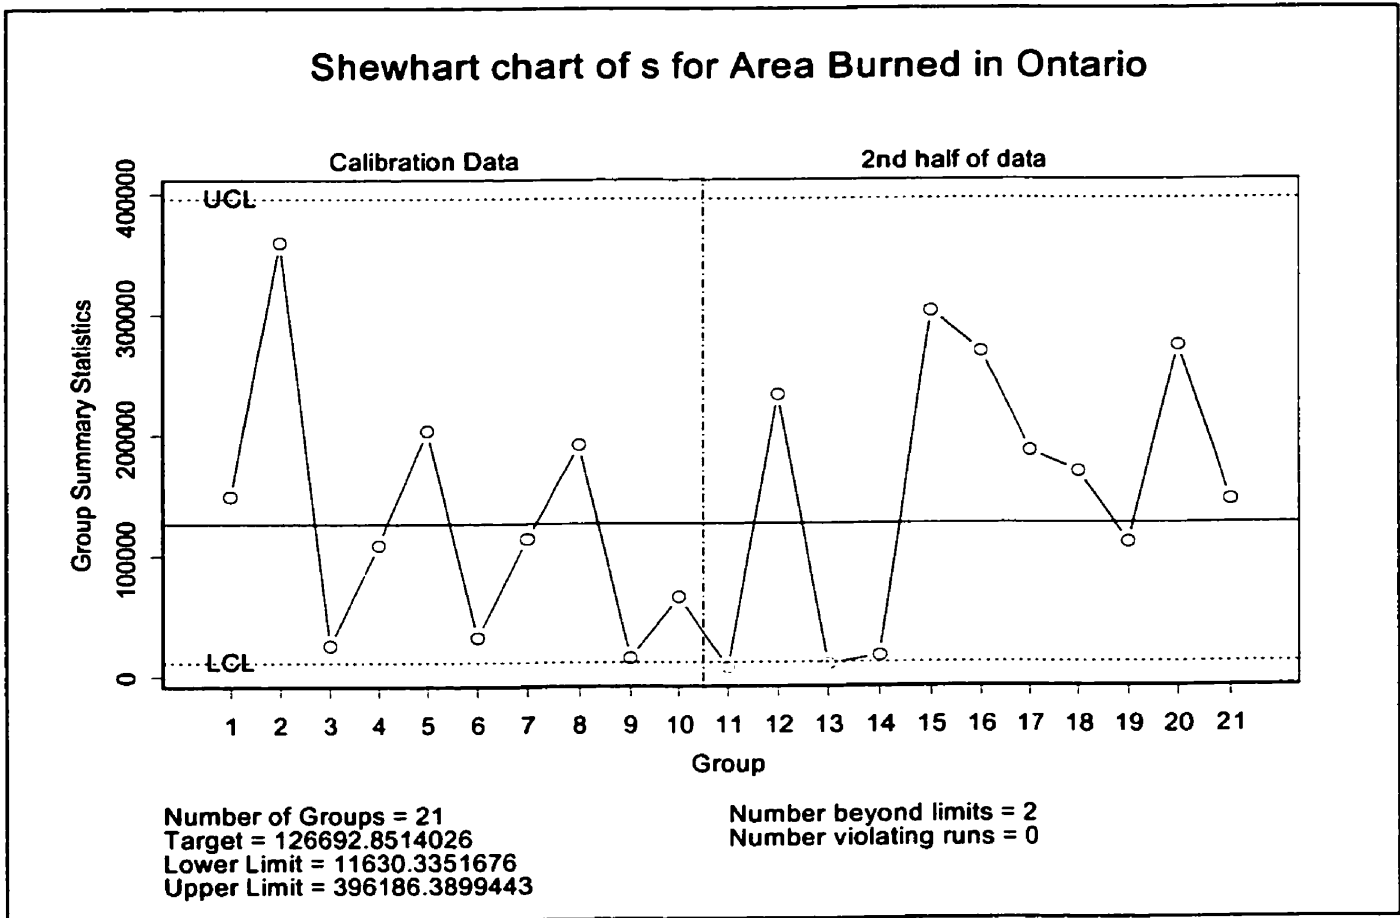 Shewhart chart of s for Area Burned in Ontario
Calibration Data
2nd half of data
Group Summary Statistics
400000
300000
200000
100000
0
UCL
LCL
1 2 3 4 5 6 7 8 9 10 11 12 13 14 15 16 17 18 19 20 21
Group
Number of Groups = 21
Target = 126692.8514026
Lower Limit = 11630.3351676
Upper Limit = 396186.3899443
Number beyond limits = 2
Number violating runs = 0